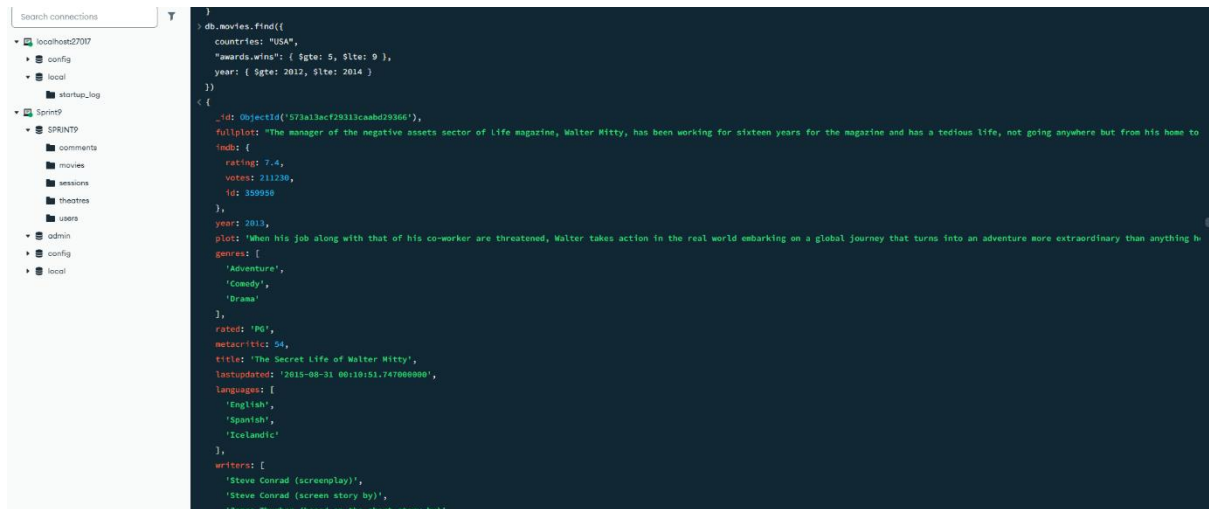 Search connections
localhost:27017
config
local
startup_log
Sprint9
SPRINT9
comments
movies
sessions
theatres
users
admin
config
local
}
> db.movies.find({
countries: "USA",
"awards.wins": { $gte: 5, $lte: 9 },
year: { $gte: 2012, $lte: 2014 }
})
< {
_id: ObjectId('573a13acf29313caabd29366'),
fullplot: "The manager of the negative assets sector of Life magazine, Walter Mitty, has been working for sixteen years for the magazine and has a tedious life, not going anywhere but from his home to
imdb: {
rating: 7.4,
votes: 211230,
id: 359950
},
year: 2013,
plot: 'When his job along with that of his co-worker are threatened, Walter takes action in the real world embarking on a global journey that turns into an adventure more extraordinary than anything
genres: [
'Adventure',
'Comedy',
'Drama'
],
rated: 'PG',
metacritic: 54,
title: 'The Secret Life of Walter Mitty',
lastupdated: '2015-08-31 00:10:51.747000000',
languages: [
'English',
'Spanish',
'Icelandic'
],
writers: [
'Steve Conrad (screenplay)',
'Steve Conrad (screen story by)',